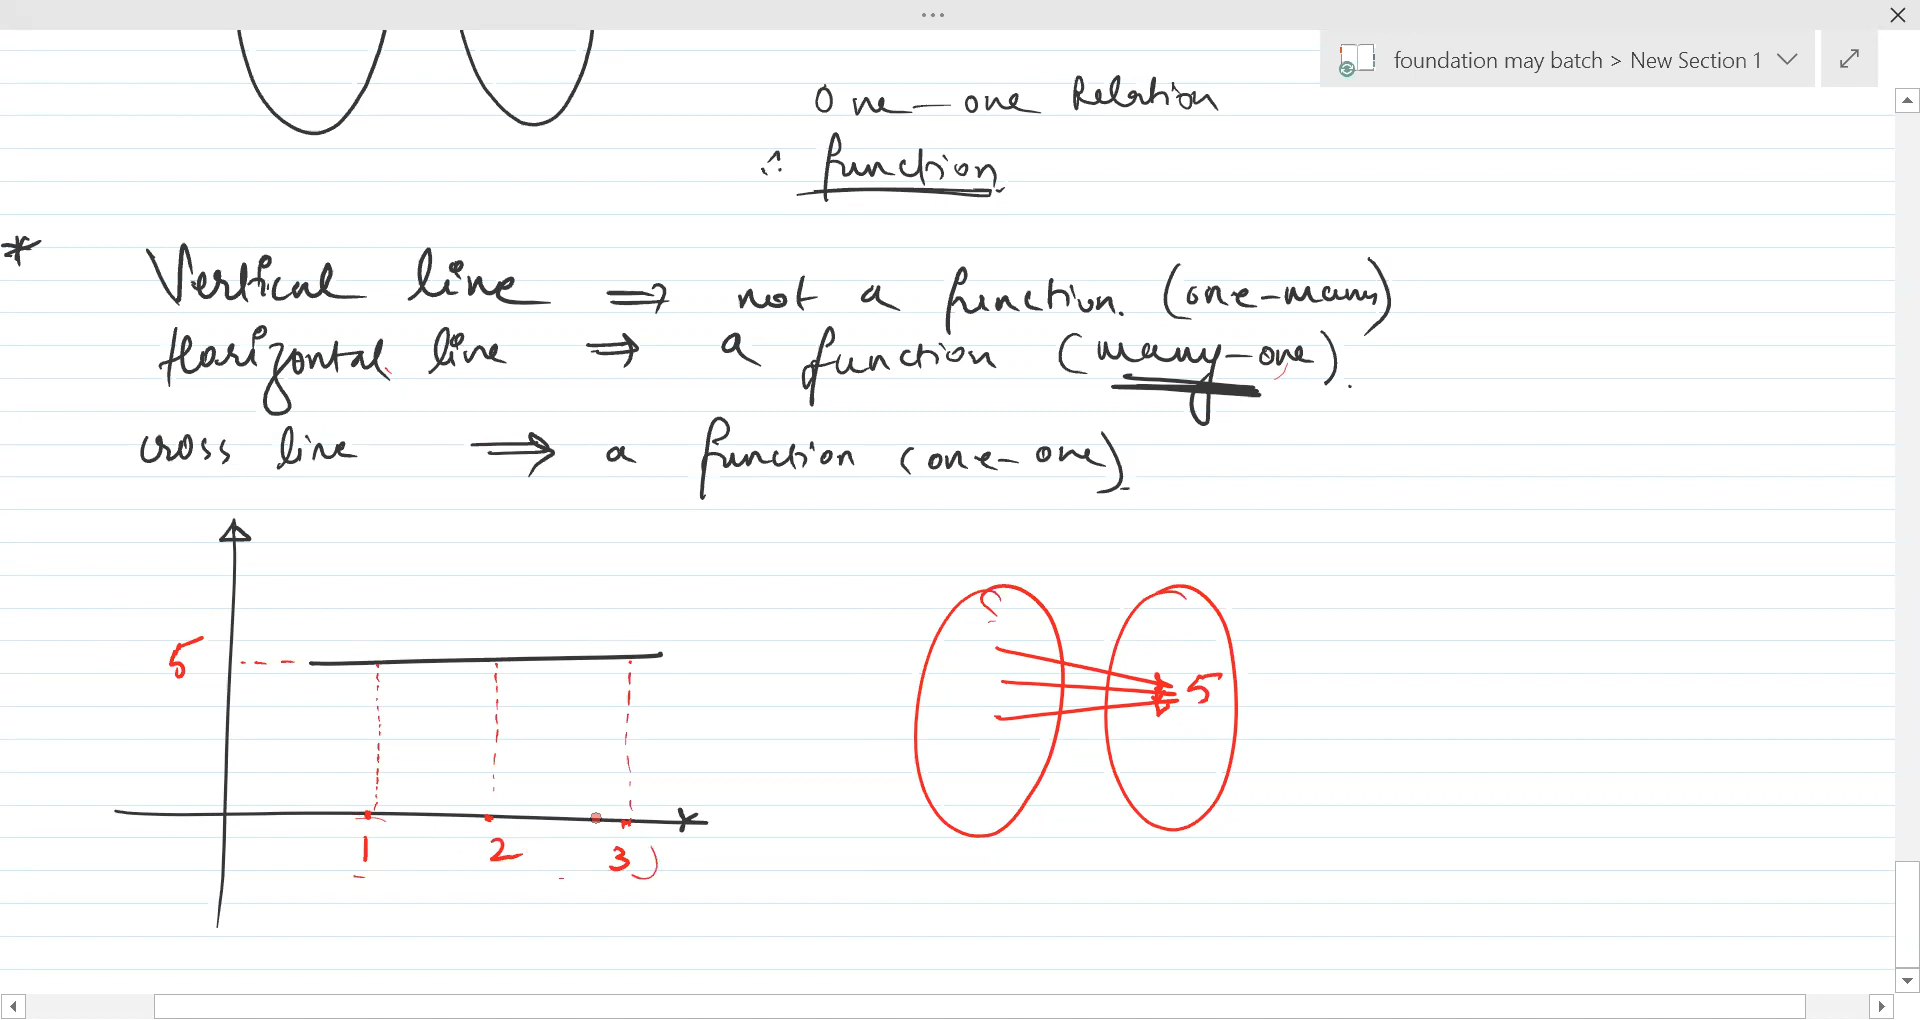 foundation may batch > New Section 1
One-one Relation
∴ function.
* Vertical line ⇒ not a function. (one-many)
Horizontal line ⇒ a function (many-one).
cross line ⇒ a function (one-one).
5
5
1 2 3